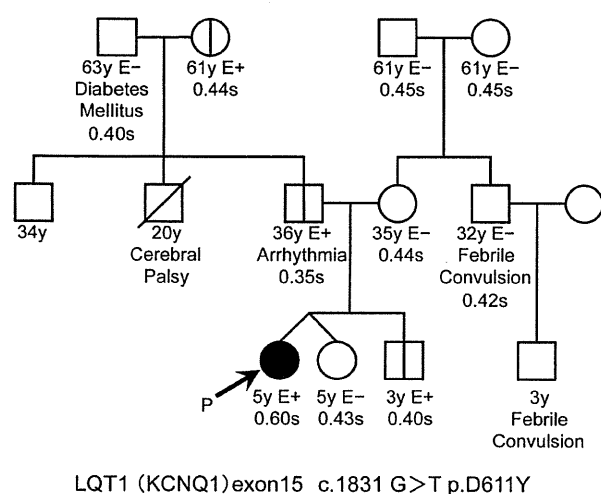 63y E−
Diabetes
Mellitus
0.40s
61y E+
0.44s
61y E−
0.45s
61y E−
0.45s
34y
20y
Cerebral
Palsy
36y E+
Arrhythmia
0.35s
35y E−
0.44s
32y E−
Febrile
Convulsion
0.42s
P
5y E+
0.60s
5y E−
0.43s
3y E+
0.40s
3y
Febrile
Convulsion
LQT1 (KCNQ1) exon15 c.1831 G>T p.D611Y